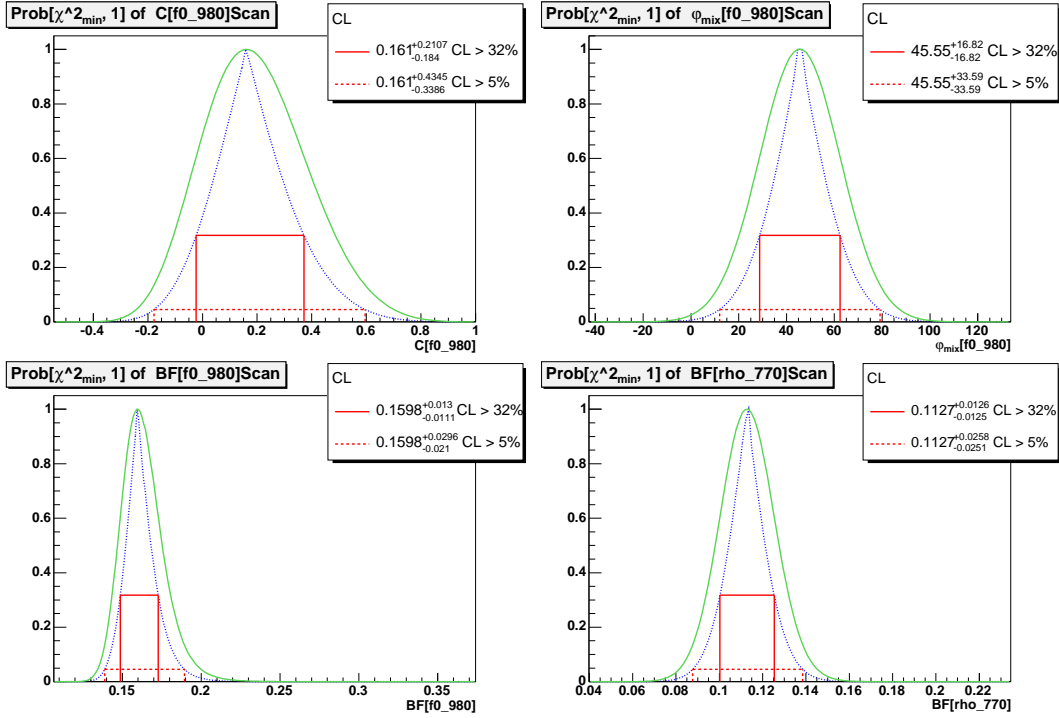 Prob[χ^2min, 1] of C[f0_980]Scan
CL
0.161 +0.2107 -0.184 CL > 32%
0.161 +0.4345 -0.3386 CL > 5%
1
0.8
0.6
0.4
0.2
0
-0.4 -0.2 0 0.2 0.4 0.6 0.8 1
C[f0_980]
Prob[χ^2min, 1] of φmix[f0_980]Scan
CL
45.55 +16.82 -16.82 CL > 32%
45.55 +33.59 -33.59 CL > 5%
1
0.8
0.6
0.4
0.2
0
-40 -20 0 20 40 60 80 100 120
φmix[f0_980]
Prob[χ^2min, 1] of BF[f0_980]Scan
CL
0.1598 +0.013 -0.0111 CL > 32%
0.1598 +0.0296 -0.021 CL > 5%
1
0.8
0.6
0.4
0.2
0
0.15 0.2 0.25 0.3 0.35
BF[f0_980]
Prob[χ^2min, 1] of BF[rho_770]Scan
CL
0.1127 +0.0126 -0.0125 CL > 32%
0.1127 +0.0258 -0.0251 CL > 5%
1
0.8
0.6
0.4
0.2
0
0.04 0.06 0.08 0.1 0.12 0.14 0.16 0.18 0.2 0.22
BF[rho_770]